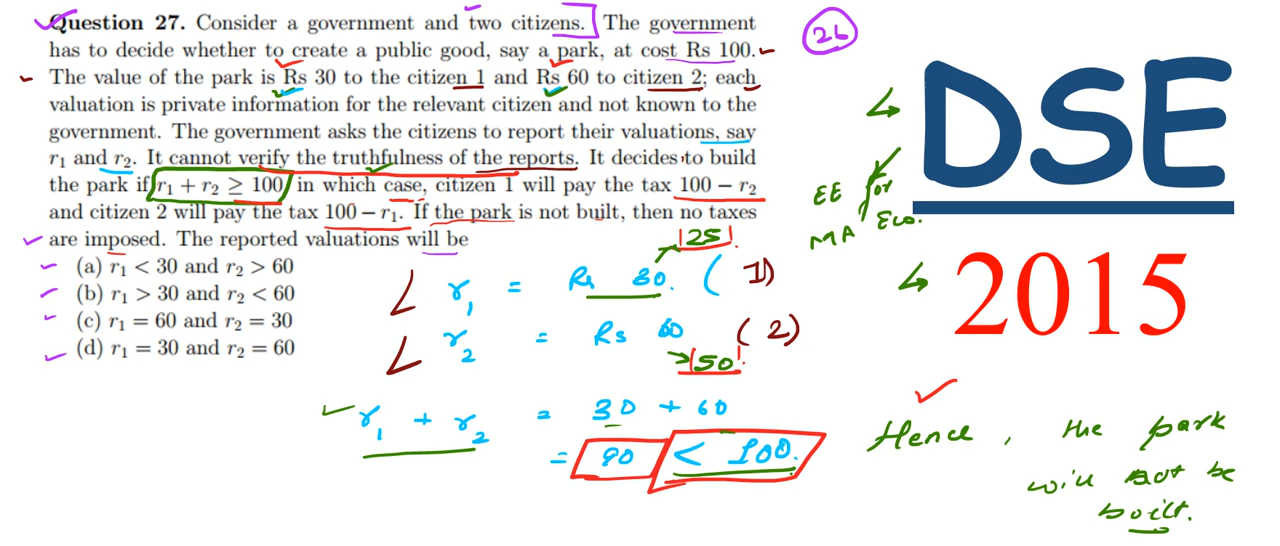 Question 27. Consider a government and two citizens. The government
has to decide whether to create a public good, say a park, at cost Rs 100.
The value of the park is Rs 30 to the citizen 1 and Rs 60 to citizen 2; each
valuation is private information for the relevant citizen and not known to the
government. The government asks the citizens to report their valuations, say
r₁ and r₂. It cannot verify the truthfulness of the reports. It decides to build
the park if r₁ + r₂ ≥ 100 in which case, citizen 1 will pay the tax 100 − r₂
and citizen 2 will pay the tax 100 − r₁. If the park is not built, then no taxes
are imposed. The reported valuations will be
(a) r₁ < 30 and r₂ > 60
(b) r₁ > 30 and r₂ < 60
(c) r₁ = 60 and r₂ = 30
(d) r₁ = 30 and r₂ = 60
26
DSE
2015
EE for
MA Eco.
25!
r₁ = Rs 30. (1)
r₂ = Rs 60 (2)
50!
r₁ + r₂ = 30 + 60
= 90 < 100.
Hence, the park
will not be
built.